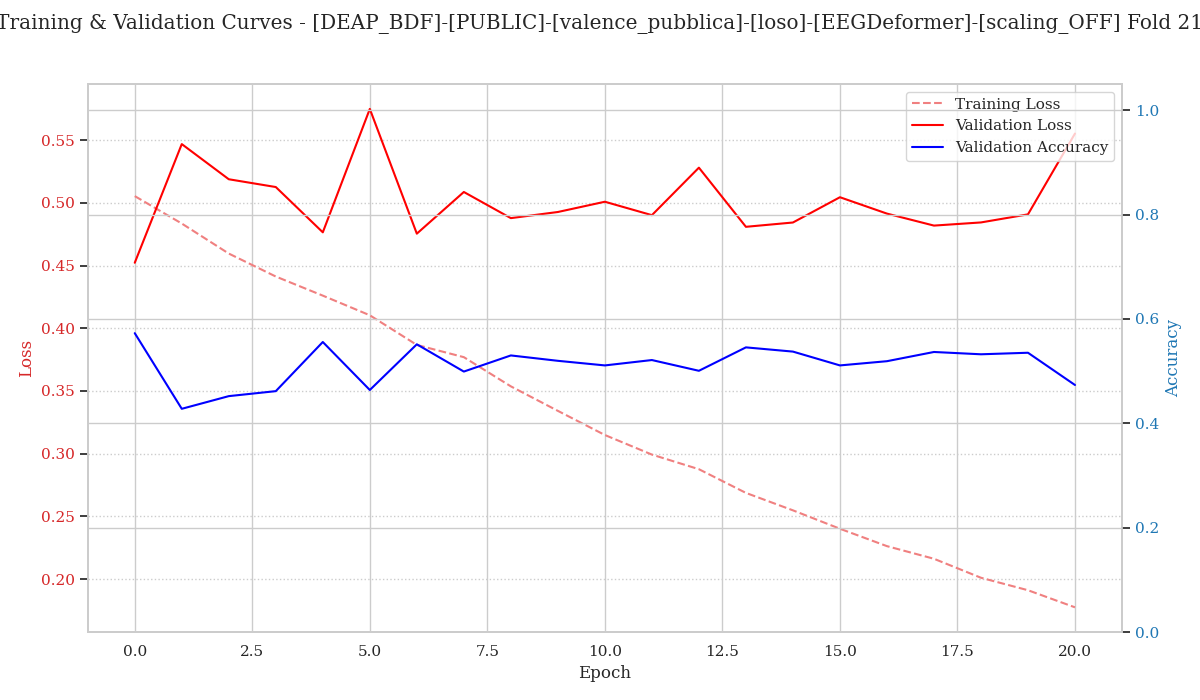 Training & Validation Curves - [DEAP_BDF]-[PUBLIC]-[valence_pubblica]-[loso]-[EEGDeformer]-[scaling_OFF] Fold 21
Training Loss
Validation Loss
Validation Accuracy
Loss
0.55
0.50
0.45
0.40
0.35
0.30
0.25
0.20
1.0
0.8
0.6
0.4
0.2
0.0
Accuracy
0.0 2.5 5.0 7.5 10.0 12.5 15.0 17.5 20.0
Epoch